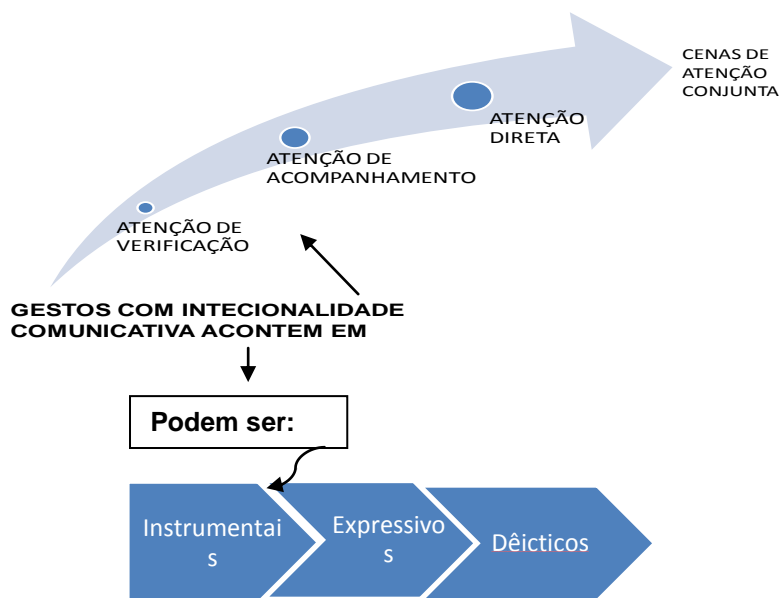 CENAS DE
ATENÇÃO
CONJUNTA
ATENÇÃO
DIRETA
ATENÇÃO DE
ACOMPANHAMENTO
ATENÇÃO DE
VERIFICAÇÃO
GESTOS COM INTECIONALIDADE
COMUNICATIVA ACONTEM EM
Podem ser:
Instrumentai
s
Expressivo
s
Dêicticos